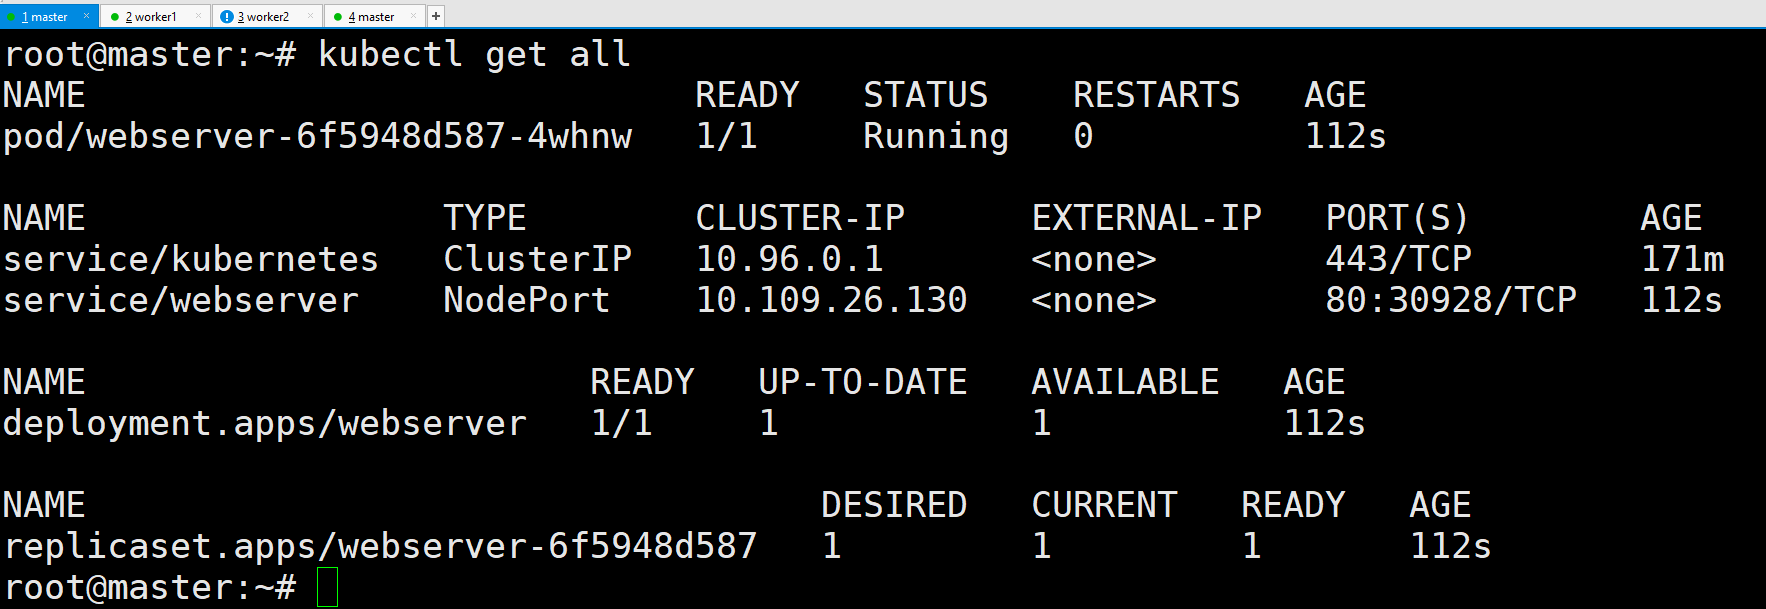 1 master × 2 worker1 × 3 worker2 × 4 master × +
root@master:~# kubectl get all
NAME READY STATUS RESTARTS AGE
pod/webserver-6f5948d587-4whnw 1/1 Running 0 112s
NAME TYPE CLUSTER-IP EXTERNAL-IP PORT(S) AGE
service/kubernetes ClusterIP 10.96.0.1 <none> 443/TCP 171m
service/webserver NodePort 10.109.26.130 <none> 80:30928/TCP 112s
NAME READY UP-TO-DATE AVAILABLE AGE
deployment.apps/webserver 1/1 1 1 112s
NAME DESIRED CURRENT READY AGE
replicaset.apps/webserver-6f5948d587 1 1 1 112s
root@master:~#